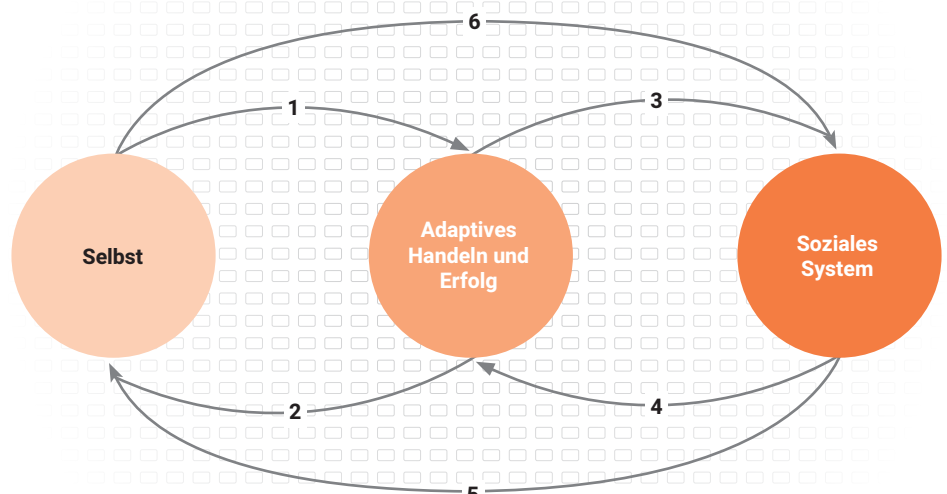 6
1
3
Selbst
Adaptives
Handeln und
Erfolg
Soziales
System
2
4
5